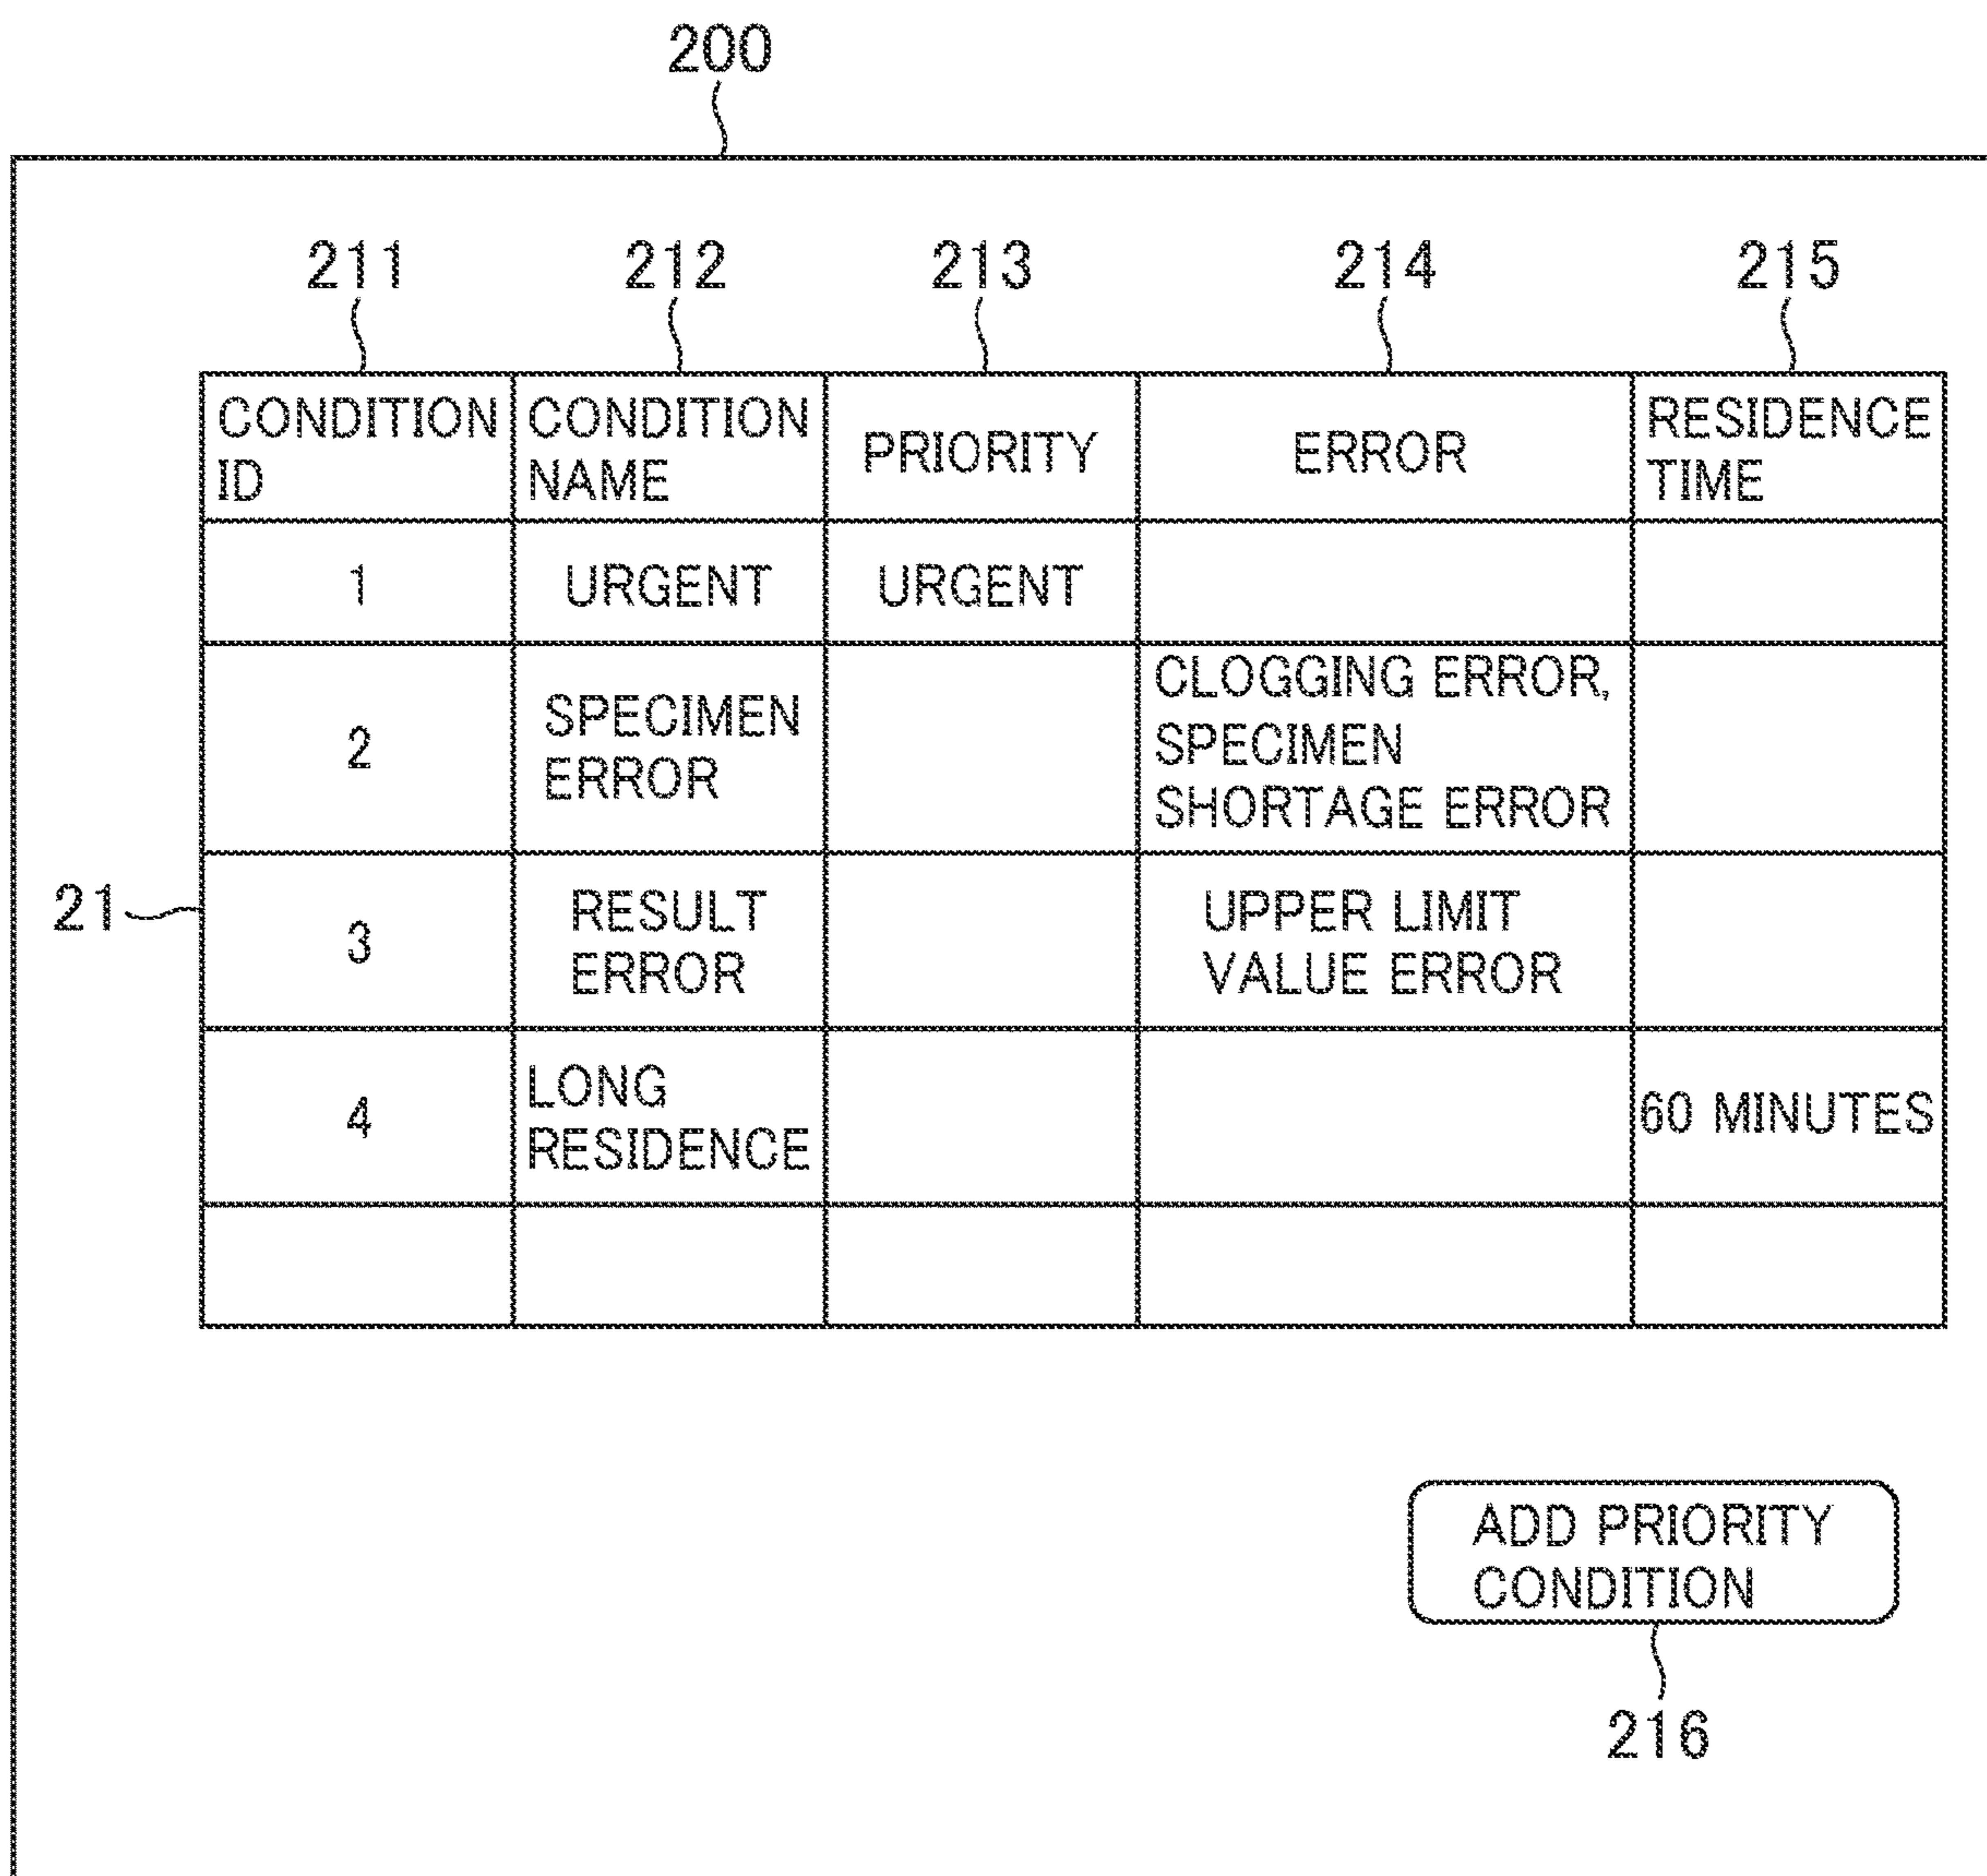 200
211 212 213 214 215
CONDITION ID CONDITION NAME PRIORITY ERROR RESIDENCE TIME
1 URGENT URGENT
2 SPECIMEN ERROR CLOGGING ERROR, SPECIMEN SHORTAGE ERROR
21
3 RESULT ERROR UPPER LIMIT VALUE ERROR
4 LONG RESIDENCE 60 MINUTES
ADD PRIORITY
CONDITION
216